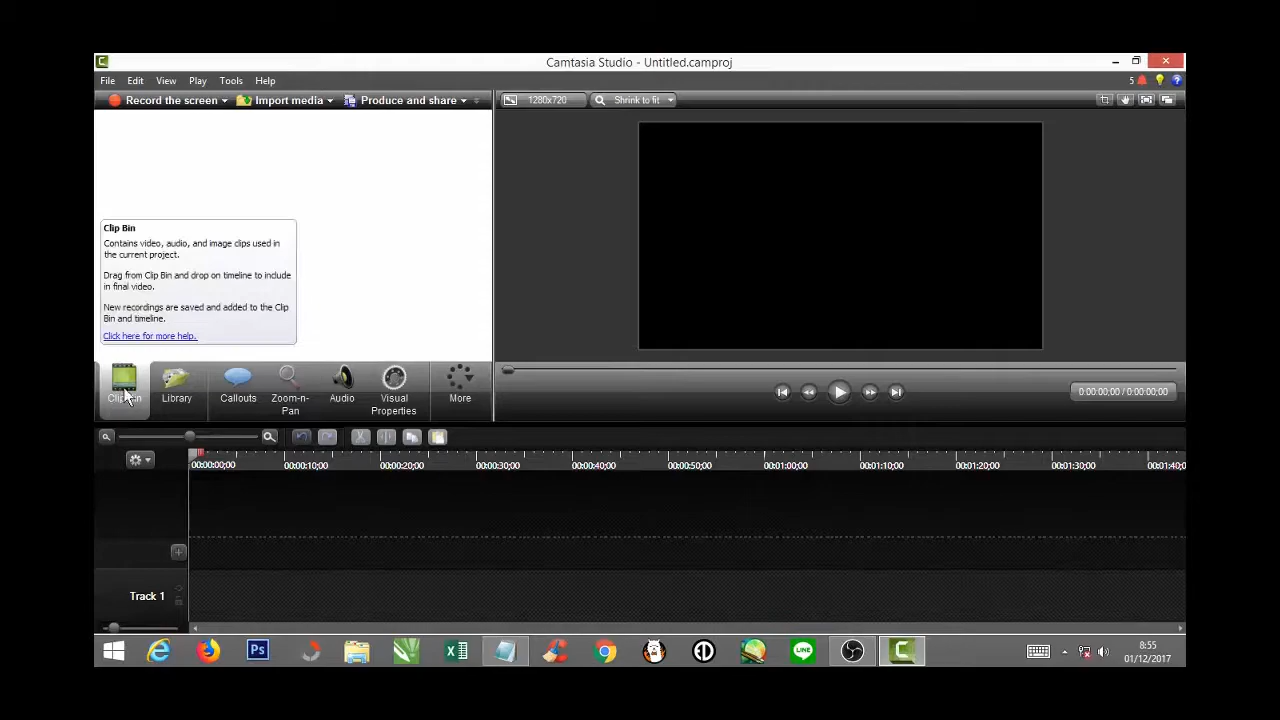 Camtasia Studio - Untitled.camproj
File Edit View Play Tools Help 5
Record the screen Import media Produce and share 1280x720 Shrink to fit
Clip Bin
Contains video, audio, and image clips used in
the current project.
Drag from Clip Bin and drop on timeline to include
in final video.
New recordings are saved and added to the Clip
Bin and timeline.
Click here for more help.
Clip Bin Library Callouts Zoom-n-
Pan Audio Visual
Properties More
0:00:00;00 / 0:00:00;00
00:00:00;00 00:00:10;00 00:00:20;00 00:00:30;00 00:00:40;00 00:00:50;00 00:01:00;00 00:01:10;00 00:01:20;00 00:01:30;00 00:01:40;0
Track 1
Ps LINE
8:55
01/12/2017